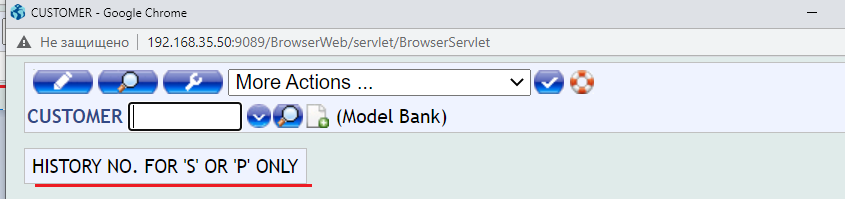 CUSTOMER - Google Chrome
Не защищено 192.168.35.50:9089/BrowserWeb/servlet/BrowserServlet
More Actions ...
CUSTOMER (Model Bank)
HISTORY NO. FOR 'S' OR 'P' ONLY